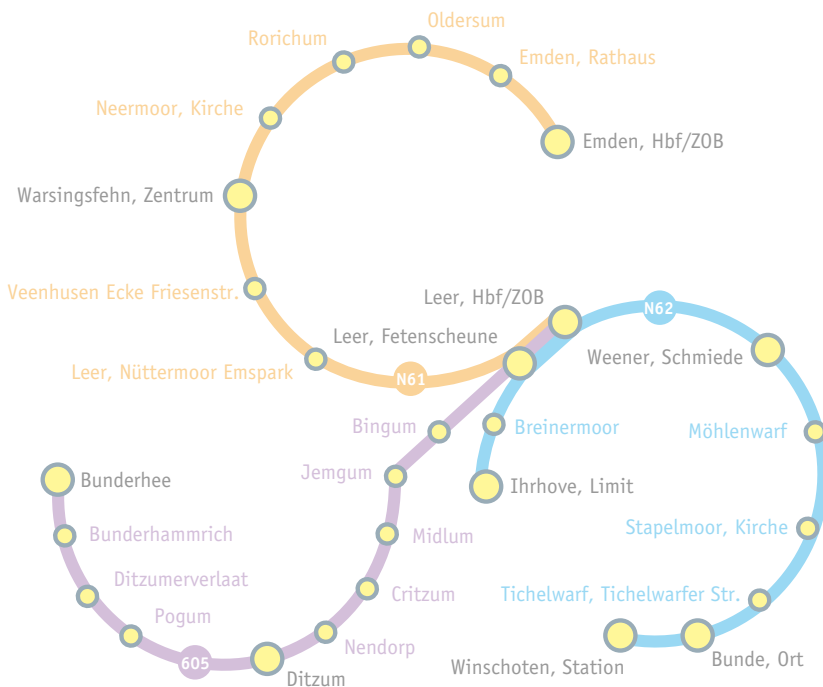 Oldersum
Rorichum
Emden, Rathaus
Neermoor, Kirche
Emden, Hbf/ZOB
Warsingsfehn, Zentrum
Veenhusen Ecke Friesenstr.
Leer, Hbf/ZOB
N62
Leer, Fetenscheune
Weener, Schmiede
Leer, Nüttermoor Emspark
N61
Bingum
Breinermoor
Möhlenwarf
Jemgum
Bunderhee
Ihrhove, Limit
Bunderhammrich
Midlum
Stapelmoor, Kirche
Ditzumerverlaat
Critzum
Tichelwarf, Tichelwarfer Str.
Pogum
Nendorp
605
Ditzum
Winschoten, Station
Bunde, Ort